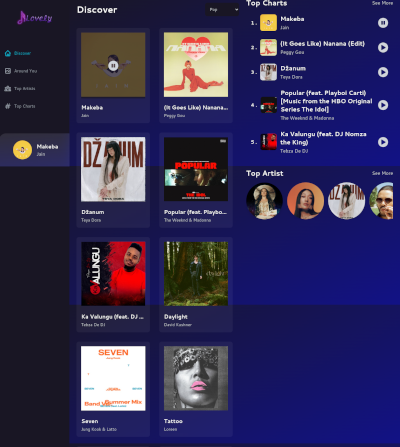 Lovely
Discover
Around You
Top Artists
Top Charts
Makeba
Jain
Discover
Pop
Makeba
Jain
(It Goes Like) Nanana...
Peggy Gou
DŽANUM
TEYA DORA
Džanum
Teya Dora
POPULAR
Popular (feat. Playbo...
The Weeknd & Madonna
KA VALUNGU
Ka Valungu (feat. DJ ...
Tebza De DJ
daylight
Daylight
David Kushner
SEVEN
Band Ver.
Summer Mix
Seven
Jung Kook & Latto
Tattoo
Loreen
Top Charts
See More
1.
Makeba
Jain
2.
(It Goes Like) Nanana (Edit)
Peggy Gou
3.
Džanum
Teya Dora
4.
Popular (feat. Playboi Carti)
[Music from the HBO Original
Series The Idol]
The Weeknd & Madonna
5.
Ka Valungu (feat. DJ Nomza
the King)
Tebza De DJ
Top Artist
See More